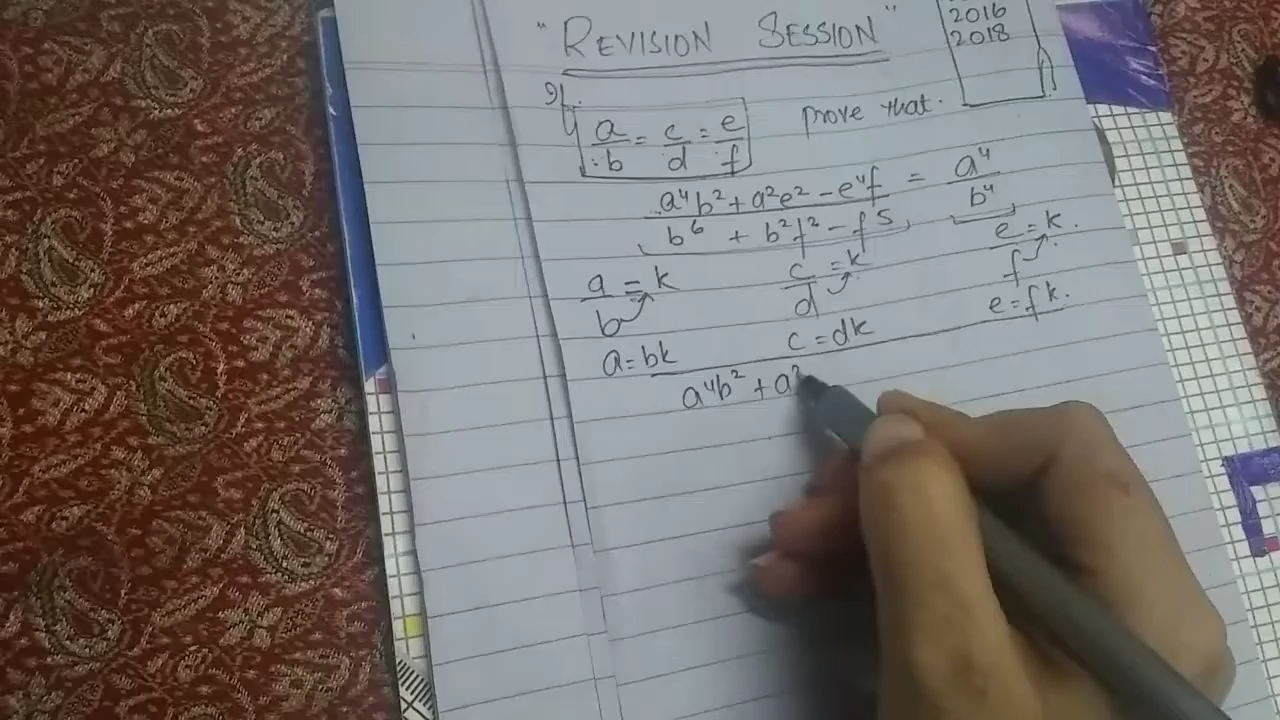 "REVISION SESSION"
2016
2018
If a/b = c/d = e/f prove that.
a⁴b² + a²e² - e⁴f / b⁶ + b²f² - f⁵ = a⁴/b⁴
a/b = k c/d = k e/f = k.
a = bk c = dk e = fk.
a⁴b² + a²